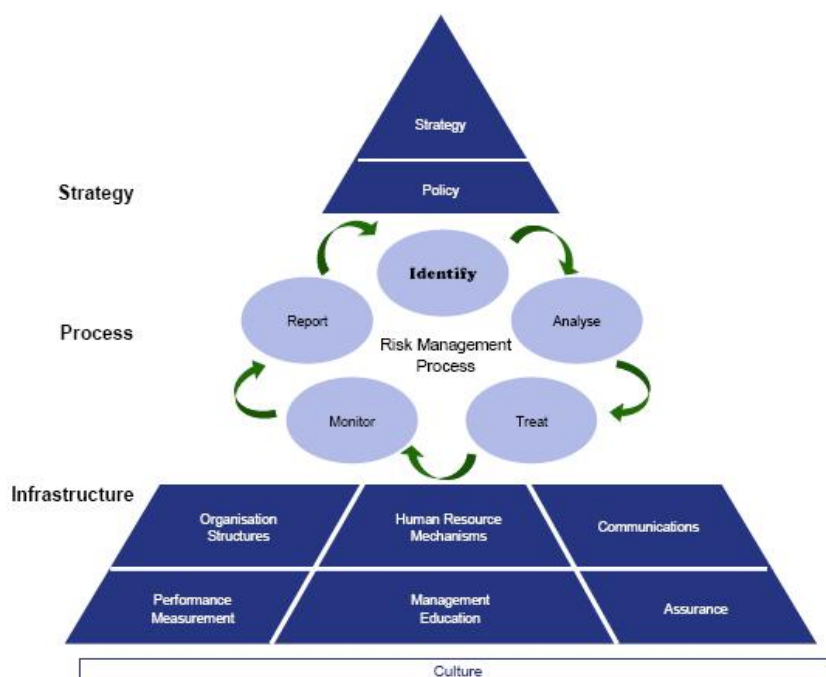 Strategy
Policy
Strategy
Identify
Report
Analyse
Process
Risk Management
Process
Monitor
Treat
Infrastructure
Organisation
Structures
Human Resource
Mechanisms
Communications
Performance
Measurement
Management
Education
Assurance
Culture